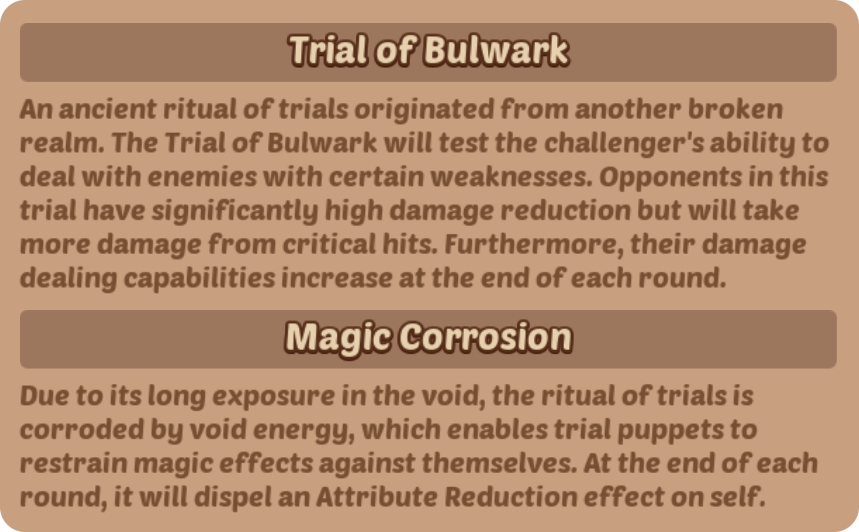 Trial of Bulwark
An ancient ritual of trials originated from another broken
realm. The Trial of Bulwark will test the challenger's ability to
deal with enemies with certain weaknesses. Opponents in this
trial have significantly high damage reduction but will take
more damage from critical hits. Furthermore, their damage
dealing capabilities increase at the end of each round.
Magic Corrosion
Due to its long exposure in the void, the ritual of trials is
corroded by void energy, which enables trial puppets to
restrain magic effects against themselves. At the end of each
round, it will dispel an Attribute Reduction effect on self.